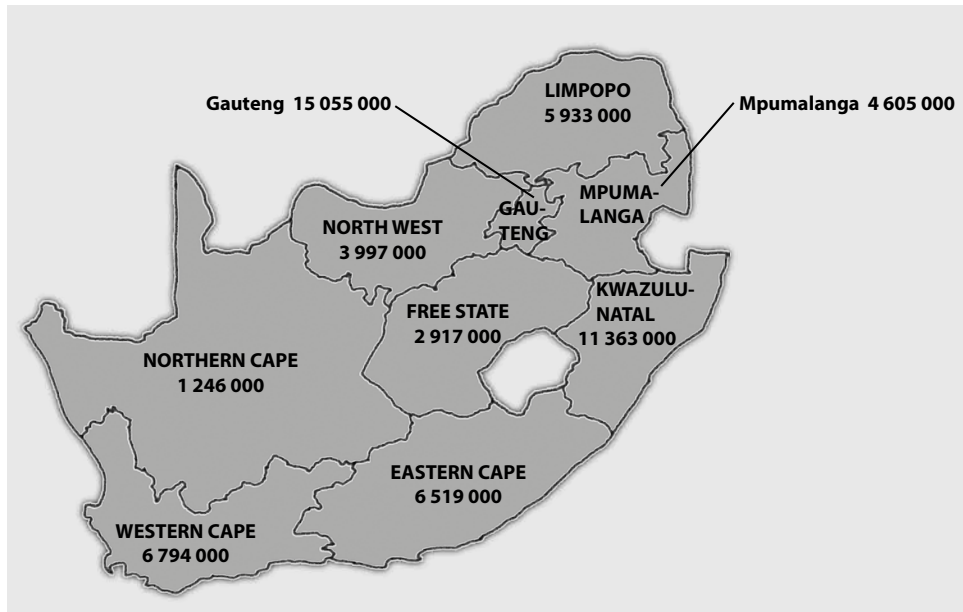 LIMPOPO
5 933 000
Gauteng 15 055 000
Mpumalanga 4 605 000
MPUMA-
LANGA
GAU-
TENG
NORTH WEST
3 997 000
KWAZULU-
NATAL
11 363 000
FREE STATE
2 917 000
NORTHERN CAPE
1 246 000
EASTERN CAPE
6 519 000
WESTERN CAPE
6 794 000